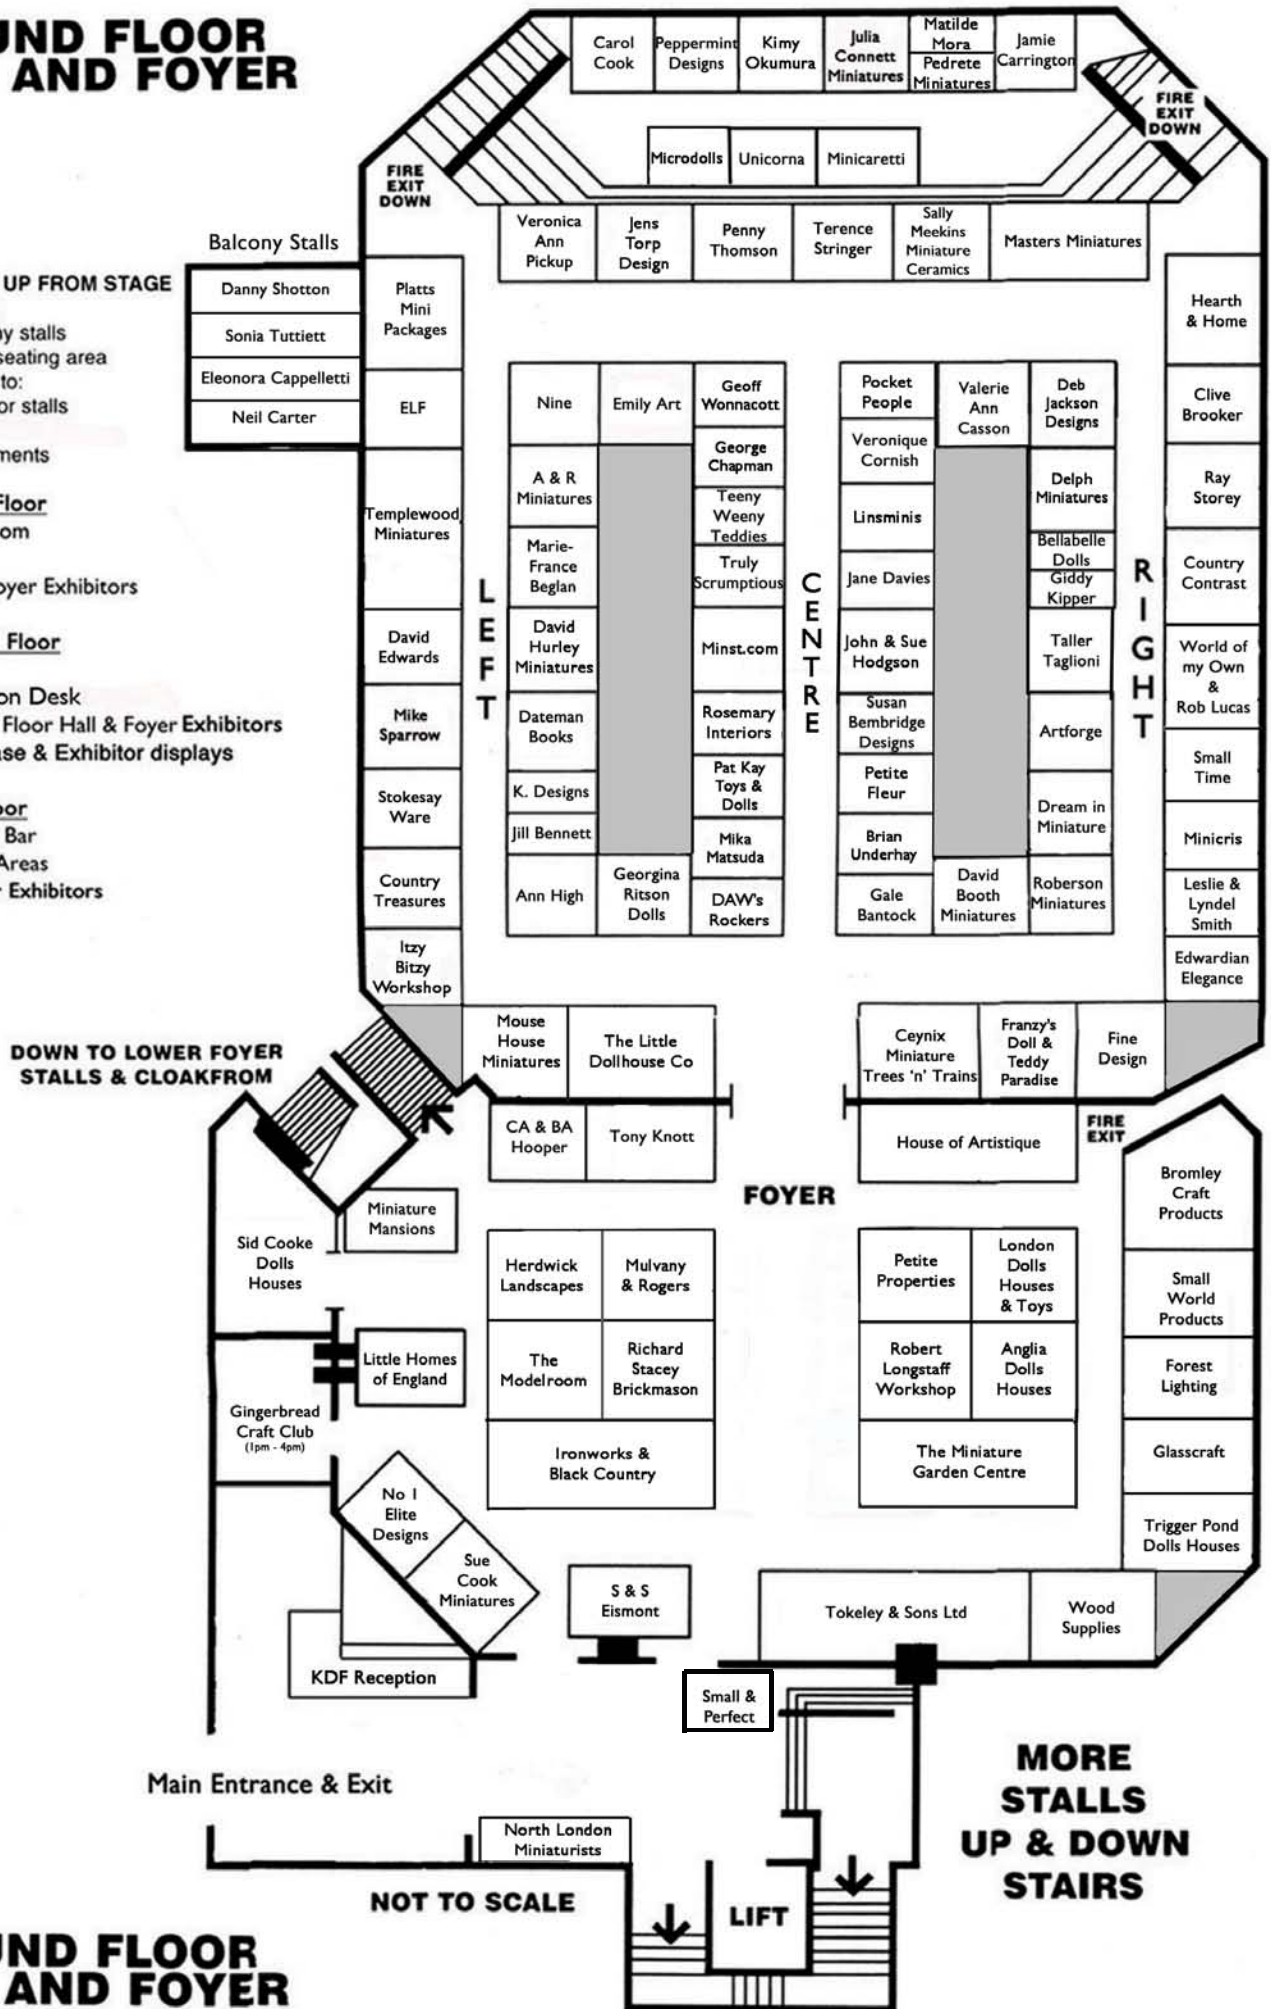 UND FLOOR
AND FOYER
Carol
Cook
Peppermint
Designs
Kimy
Okumura
Julia
Connett
Miniatures
Matilde
Mora
Pedrete
Miniatures
Jamie
Carrington
FIRE
EXIT
DOWN
Microdolls
Unicorna
Minicaretti
FIRE
EXIT
DOWN
Veronica
Ann
Pickup
Jens
Torp
Design
Penny
Thomson
Terence
Stringer
Sally
Meekins
Miniature
Ceramics
Masters Miniatures
Balcony Stalls
Danny Shotton
Sonia Tuttiett
Eleonora Cappelletti
Neil Carter
UP FROM STAGE
y stalls
seating area
to:
or stalls
ments
Floor
om
oyer Exhibitors
Floor
on Desk
Floor Hall & Foyer Exhibitors
ase & Exhibitor displays
oor
Bar
Areas
Exhibitors
Platts
Mini
Packages
ELF
Templewood
Miniatures
David
Edwards
Mike
Sparrow
Stokesay
Ware
Country
Treasures
Itzy
Bitzy
Workshop
LEFT
Nine
Emily Art
Geoff
Wonnacott
A & R
Miniatures
George
Chapman
Teeny
Weeny
Teddies
Marie-
France
Beglan
Truly
Scrumptious
David
Hurley
Miniatures
Minst.com
Dateman
Books
Rosemary
Interiors
K. Designs
Pat Kay
Toys &
Dolls
Jill Bennett
Mika
Matsuda
Ann High
Georgina
Ritson
Dolls
DAW's
Rockers
CENTRE
Pocket
People
Valerie
Ann
Casson
Deb
Jackson
Designs
Veronique
Cornish
Delph
Miniatures
Linsminis
Bellabelle
Dolls
Jane Davies
Giddy
Kipper
John & Sue
Hodgson
Taller
Taglioni
Susan
Bembridge
Designs
Artforge
Petite
Fleur
Dream in
Miniature
Brian
Underhay
Gale
Bantock
David
Booth
Miniatures
Roberson
Miniatures
RIGHT
Hearth
& Home
Clive
Brooker
Ray
Storey
Country
Contrast
World of
my Own
&
Rob Lucas
Small
Time
Minicris
Leslie &
Lyndel
Smith
Edwardian
Elegance
Mouse
House
Miniatures
The Little
Dollhouse Co
Ceynix
Miniature
Trees 'n' Trains
Franzy's
Doll &
Teddy
Paradise
Fine
Design
DOWN TO LOWER FOYER
STALLS & CLOAKFROM
CA & BA
Hooper
Tony Knott
House of Artistique
FIRE
EXIT
FOYER
Miniature
Mansions
Sid Cooke
Dolls
Houses
Little Homes
of England
Gingerbread
Craft Club
(1pm - 4pm)
Herdwick
Landscapes
Mulvany
& Rogers
The
Modelroom
Richard
Stacey
Brickmason
Ironworks &
Black Country
Petite
Properties
London
Dolls
Houses
& Toys
Robert
Longstaff
Workshop
Anglia
Dolls
Houses
The Miniature
Garden Centre
Bromley
Craft
Products
Small
World
Products
Forest
Lighting
Glasscraft
Trigger Pond
Dolls Houses
No 1
Elite
Designs
Sue
Cook
Miniatures
S & S
Eismont
Tokeley & Sons Ltd
Wood
Supplies
KDF Reception
Small &
Perfect
Main Entrance & Exit
North London
Miniaturists
NOT TO SCALE
LIFT
MORE
STALLS
UP & DOWN
STAIRS
UND FLOOR
AND FOYER